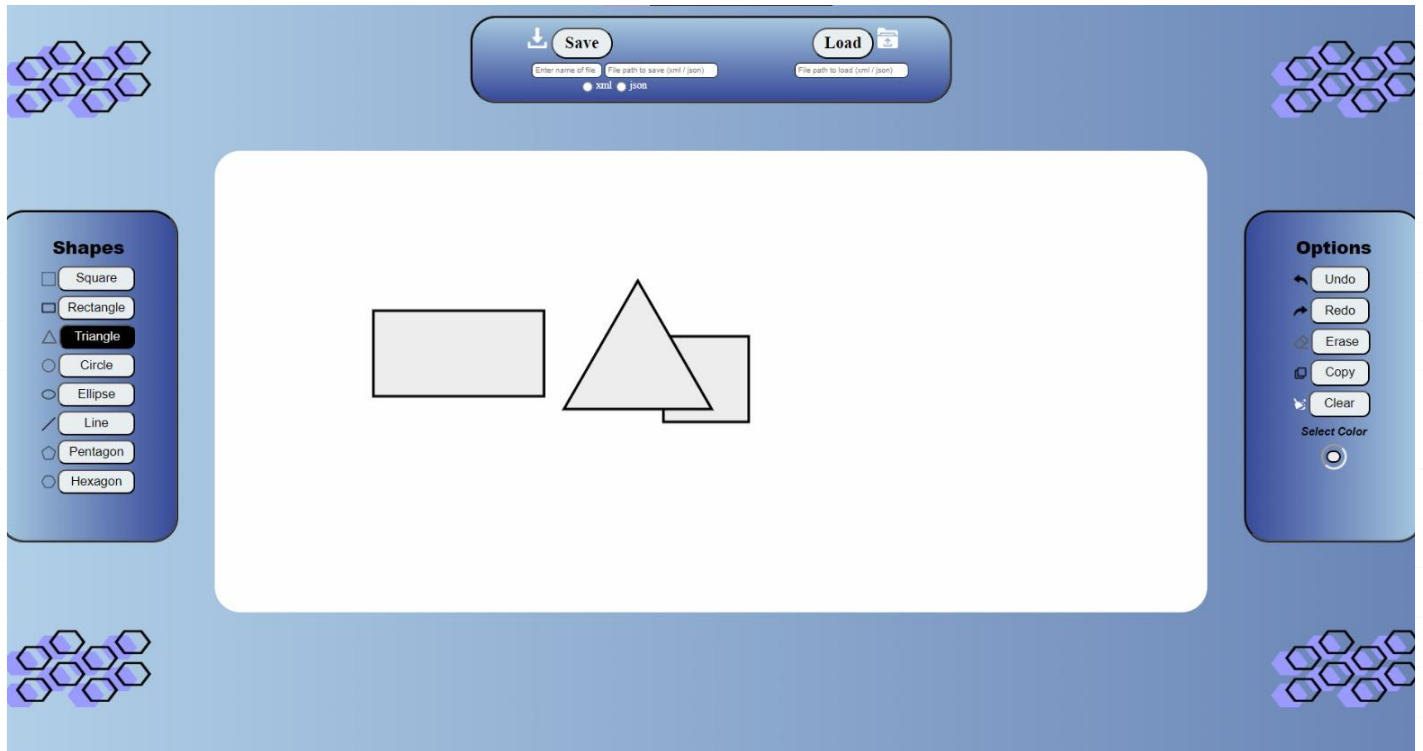 Save
Load
Enter name of file
File path to save (xml / json)
File path to load (xml / json)
xml
json
Shapes
Square
Rectangle
Triangle
Circle
Ellipse
Line
Pentagon
Hexagon
Options
Undo
Redo
Erase
Copy
Clear
Select Color